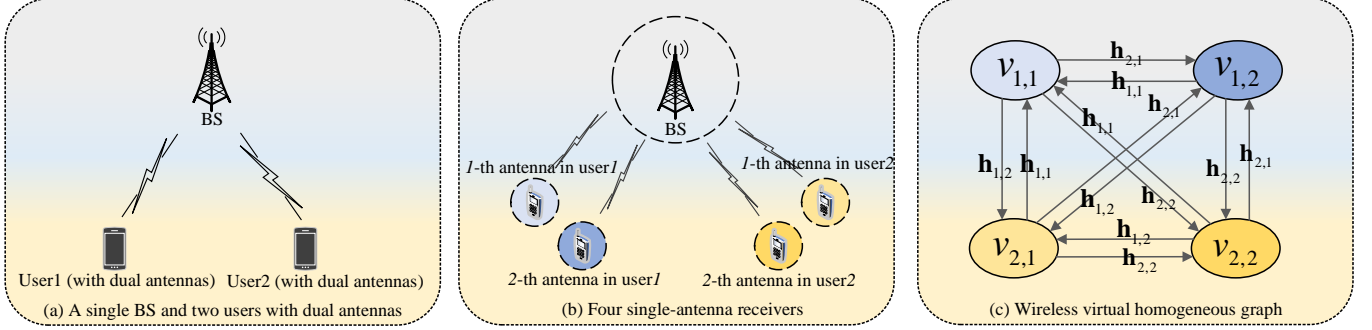 BS
User1 (with dual antennas)
User2 (with dual antennas)
(a) A single BS and two users with dual antennas
BS
1-th antenna in user1
1-th antenna in user2
2-th antenna in user1
2-th antenna in user2
(b) Four single-antenna receivers
v1,1
h2,1
h1,1
v1,2
h1,1
h2,1
h1,2
h1,1
h2,2
h2,1
h1,2
h2,2
v2,1
h1,2
h2,2
v2,2
(c) Wireless virtual homogeneous graph